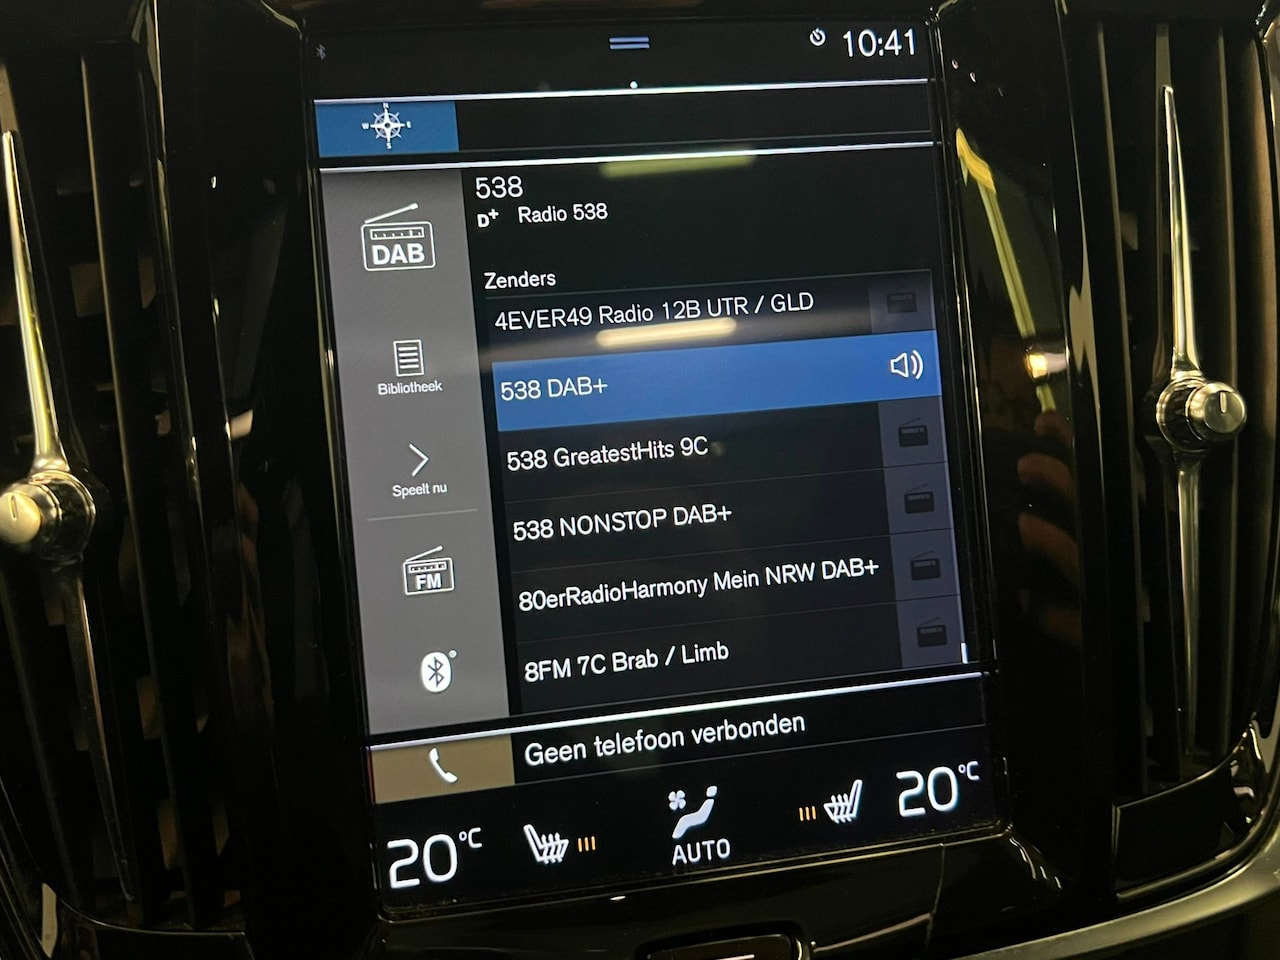 10:41
N
W E
S
538
D+ Radio 538
DAB
Zenders
4EVER49 Radio 12B UTR / GLD
538 DAB+
Bibliotheek
538 GreatestHits 9C
Speelt nu
538 NONSTOP DAB+
FM
80erRadioHarmony Mein NRW DAB+
8FM 7C Brab / Limb
Geen telefoon verbonden
20°C
AUTO
20°C